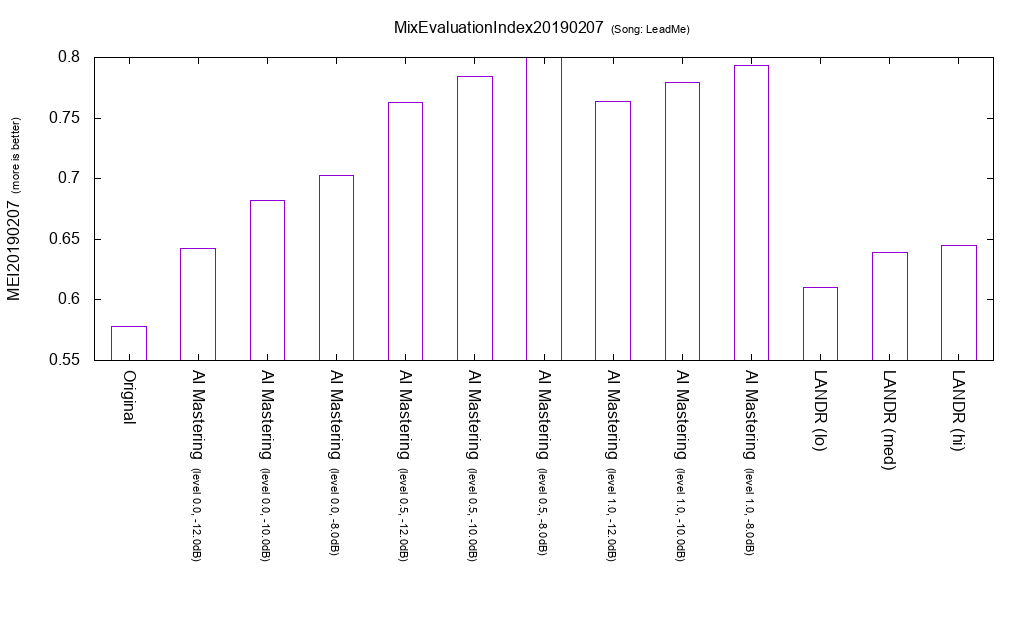 MixEvaluationIndex20190207 (Song: LeadMe)
MEI20190207 (more is better)
0.8
0.75
0.7
0.65
0.6
0.55
Original
AI Mastering (level 0.0, -12.0dB)
AI Mastering (level 0.0, -10.0dB)
AI Mastering (level 0.0, -8.0dB)
AI Mastering (level 0.5, -12.0dB)
AI Mastering (level 0.5, -10.0dB)
AI Mastering (level 0.5, -8.0dB)
AI Mastering (level 1.0, -12.0dB)
AI Mastering (level 1.0, -10.0dB)
AI Mastering (level 1.0, -8.0dB)
LANDR (lo)
LANDR (med)
LANDR (hi)